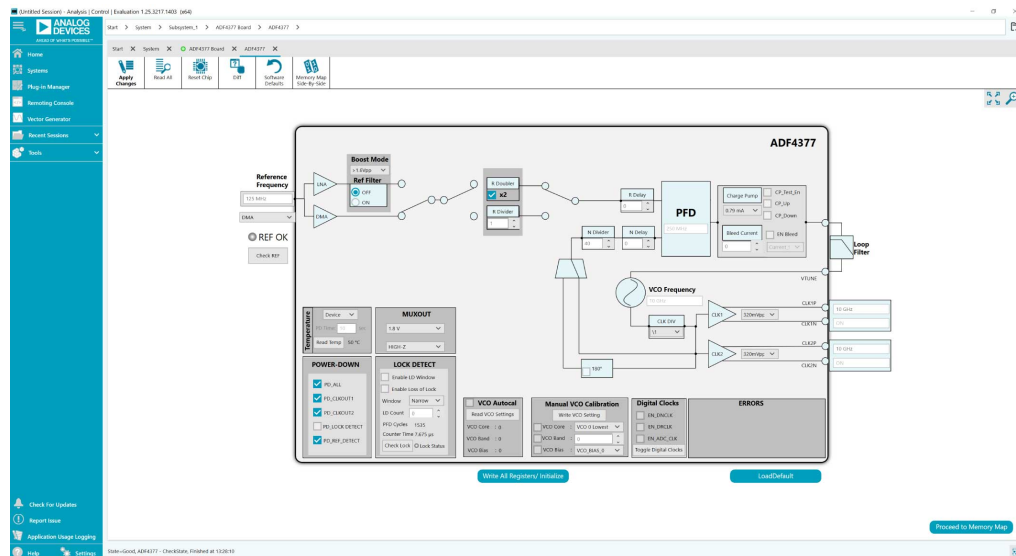 (Untitled Session) - Analysis | Control | Evaluation 1.25.3217.1403 (x64)
ANALOG
DEVICES
AHEAD OF WHAT'S POSSIBLE™
Start > System > Subsystem_1 > ADF4377 Board > ADF4377 >
Start X System X ADF4377 Board X ADF4377 X
Apply
Changes
Read All
Reset Chip
Diff
Software
Defaults
Memory Map
Side-By-Side
Home
Systems
Plug-in Manager
Remoting Console
Vector Generator
Recent Sessions
Tools
ADF4377
Reference
Frequency
125 MHz
DMA
REF OK
Check REF
LNA
DMA
Boost Mode
Ref Filter
OFF
ON
R Doubler
x2
R Divider
1
R Delay
0
N Divider
40
N Delay
0
PFD
250 MHz
Charge Pump
0.79 mA
CP_Test_En
CP_Up
CP_Down
Bleed Current
0
EN Bleed
Loop
Filter
VTUNE
VCO Frequency
10 GHz
CLK DIV
\1
CLK1
320mVpp
CLK1P
10 GHz
CLK1N
CLK2
320mVpp
CLK2P
10 GHz
CLK2N
180°
Temperature
Device
Read Temp
50 °C
MUXOUT
1.8 V
HIGH-Z
POWER-DOWN
PD_ALL
PD_CLKOUT1
PD_CLKOUT2
PD_LOCK DETECT
PD_REF_DETECT
LOCK DETECT
Enable LD Window
Enable Loss of Lock
Window Narrow
LD Count 0
PFD Cycles 1535
Counter Time 7.675 µs
Check Lock Lock Status
VCO Autocal
Read VCO Settings
VCO Core : 0
VCO Band : 0
VCO Bias : 0
Manual VCO Calibration
Write VCO Setting
VCO Core : VCO 0 Lowest
VCO Band : 0
VCO Bias : VCO_BIAS_0
Digital Clocks
EN_DNCLK
EN_DRCLK
EN_ADC_CLK
Toggle Digital Clocks
ERRORS
Write All Registers/ Initialize
LoadDefault
Proceed to Memory Map
Check For Updates
Report Issue
Application Usage Logging
Help
Settings
State=Good, ADF4377 - CheckState, Finished at 13:28:10